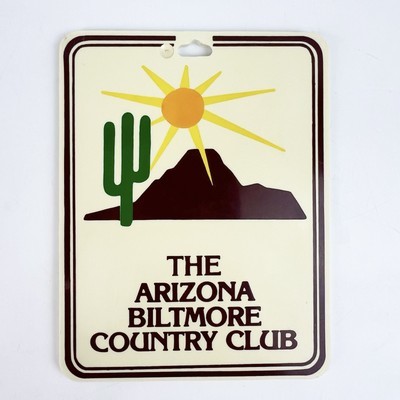 THE
ARIZONA
BILTMORE
COUNTRY CLUB